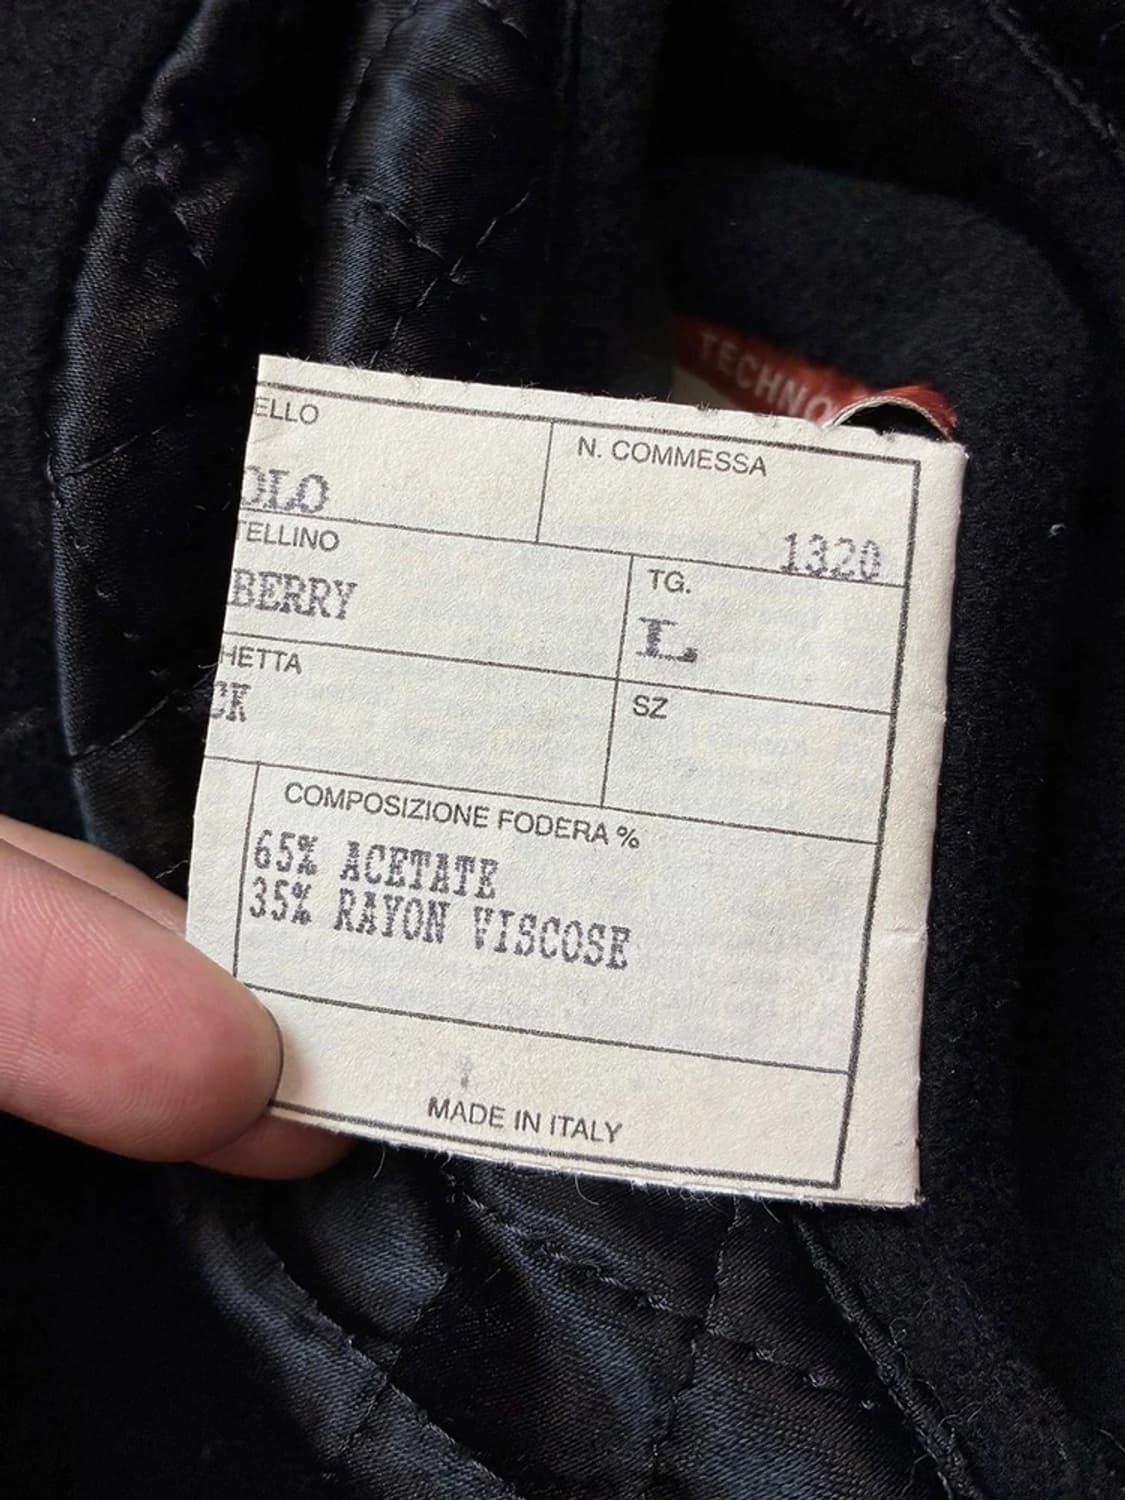 TECHNO
ELLO
N. COMMESSA
OLO
1320
TELLINO
TG.
BERRY
L
HETTA
SZ
CK
COMPOSIZIONE FODERA %
65% ACETATE
35% RAYON VISCOSE
MADE IN ITALY